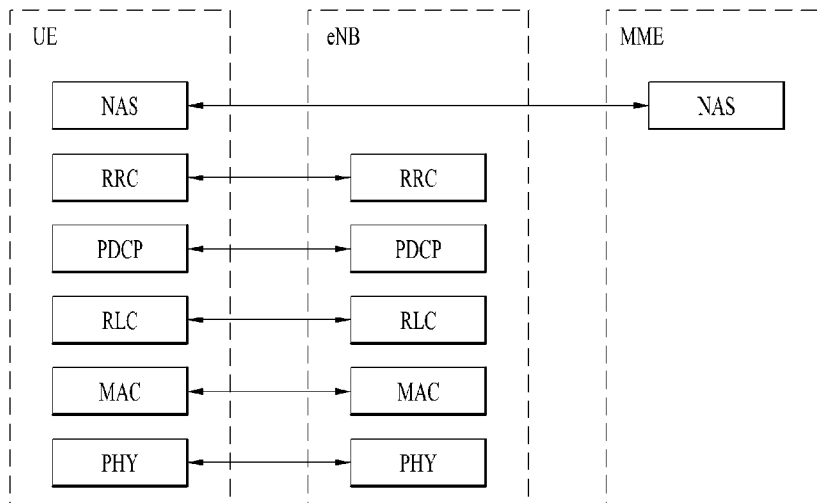 UE eNB MME
NAS NAS
RRC RRC
PDCP PDCP
RLC RLC
MAC MAC
PHY PHY